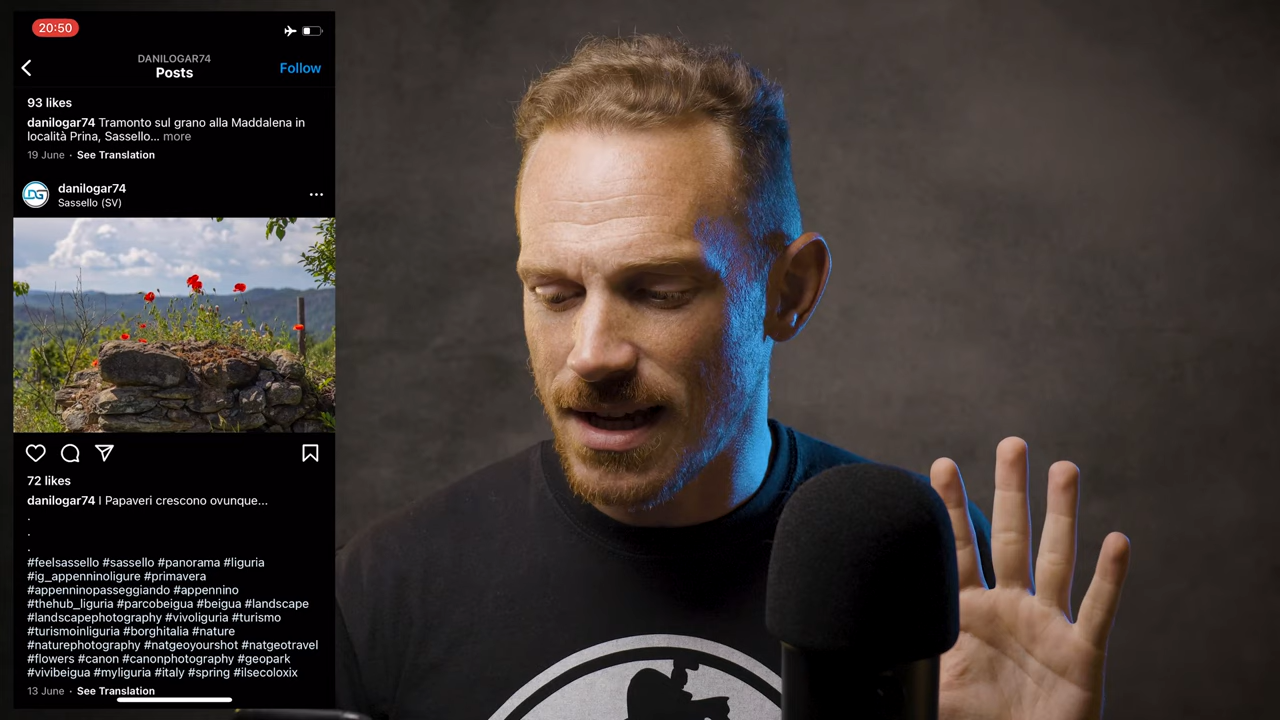 20:50
DANILOGAR74
Posts
Follow
93 likes
danilogar74 Tramonto sul grano alla Maddalena in
località Prina, Sassello... more
19 June · See Translation
DG
danilogar74
Sassello (SV)
72 likes
danilogar74 I Papaveri crescono ovunque...
.
.
.
#feelsassello #sassello #panorama #liguria
#ig_appenninoligure #primavera
#appenninopasseggiando #appennino
#thehub_liguria #parcobeigua #beigua #landscape
#landscapephotography #vivoliguria #turismo
#turismoinliguria #borghitalia #nature
#naturephotography #natgeoyourshot #natgeotravel
#flowers #canon #canonphotography #geopark
#vivibeigua #myliguria #italy #spring #ilsecoloxix
13 June · See Translation